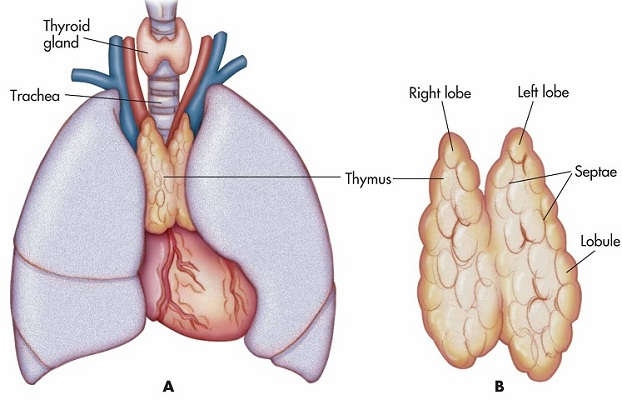 Thyroid
gland
Trachea
Thymus
Right lobe
Left lobe
Septae
Lobule
A
B